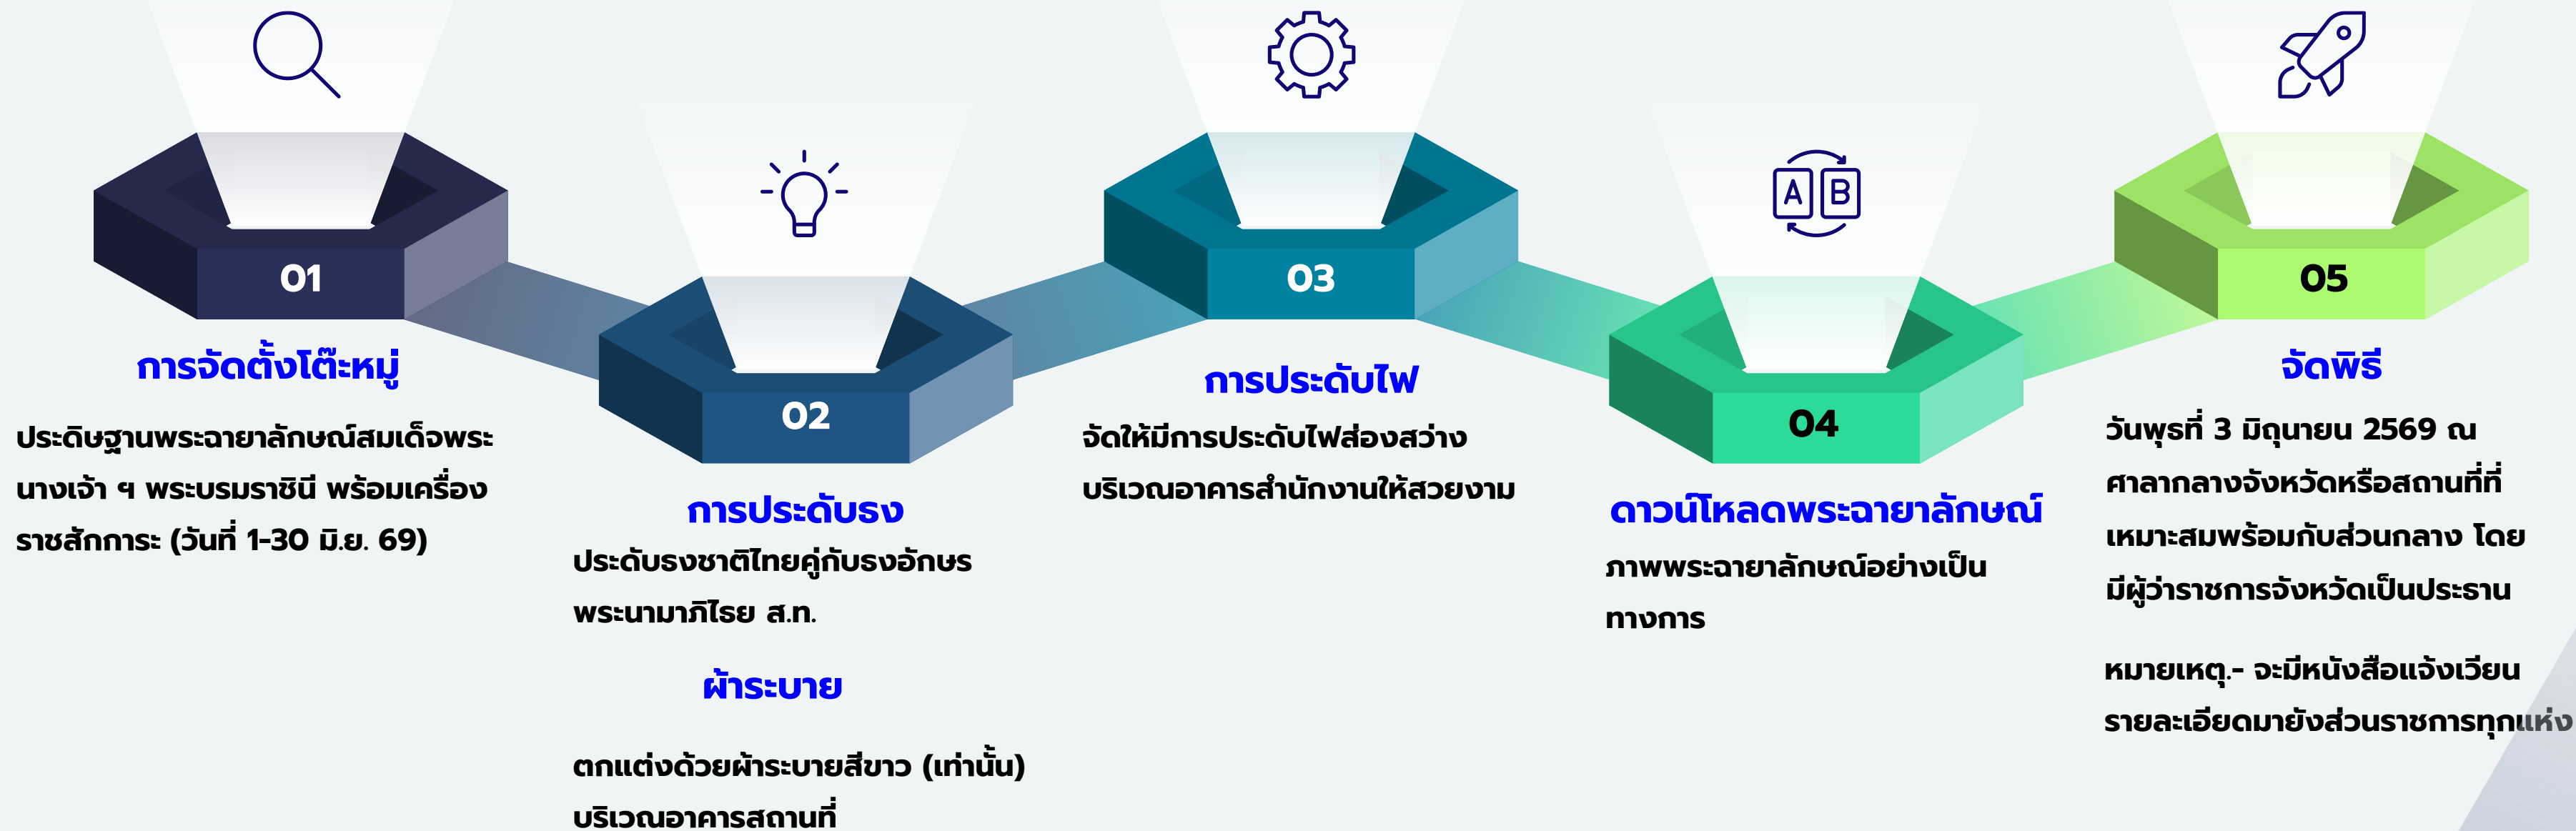 01
การจัดตั้งโต๊ะหมู่
ประดิษฐานพระฉายาลักษณ์สมเด็จพระ
นางเจ้า ฯ พระบรมราชินี พร้อมเครื่อง
ราชสักการะ (วันที่ 1-30 มิ.ย. 69)
02
การประดับธง
ประดับธงชาติไทยคู่กับธงอักษร
พระนามาภิไธย ส.ท.
ผ้าระบาย
ตกแต่งด้วยผ้าระบายสีขาว (เท่านั้น)
บริเวณอาคารสถานที่
03
การประดับไฟ
จัดให้มีการประดับไฟส่องสว่าง
บริเวณอาคารสำนักงานให้สวยงาม
A B
04
ดาวน์โหลดพระฉายาลักษณ์
ภาพพระฉายาลักษณ์อย่างเป็น
ทางการ
05
จัดพิธี
วันพุธที่ 3 มิถุนายน 2569 ณ
ศาลากลางจังหวัดหรือสถานที่ที่
เหมาะสมพร้อมกับส่วนกลาง โดย
มีผู้ว่าราชการจังหวัดเป็นประธาน
หมายเหตุ.- จะมีหนังสือแจ้งเวียน
รายละเอียดมายังส่วนราชการทุกแห่ง